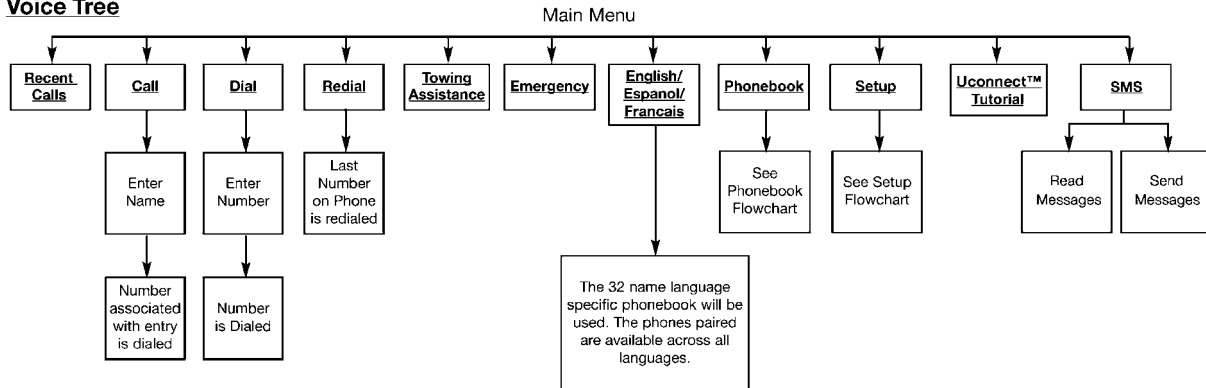 Voice Tree
Main Menu
Recent
Calls
Call
Dial
Redial
Towing
Assistance
Emergency
English/
Espanol/
Francais
Phonebook
Setup
Uconnect™
Tutorial
SMS
Enter
Name
Enter
Number
Last
Number
on Phone
is redialed
See
Phonebook
Flowchart
See Setup
Flowchart
Read
Messages
Send
Messages
Number
associated
with entry
is dialed
Number
is Dialed
The 32 name language
specific phonebook will be
used. The phones paired
are available across all
languages.